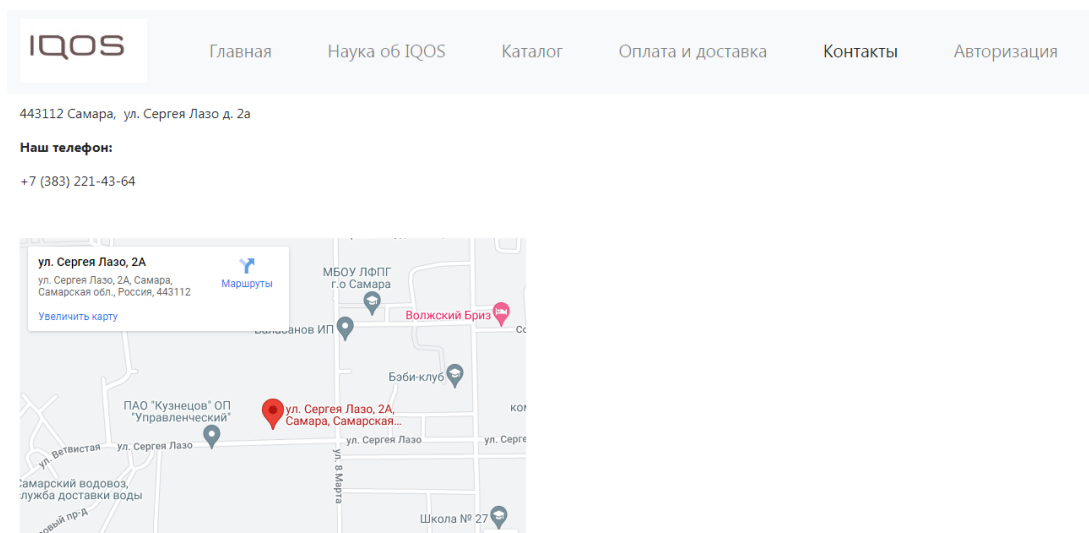 IQOS
Главная Наука об IQOS Каталог Оплата и доставка Контакты Авторизация
443112 Самара, ул. Сергея Лазо д. 2а
Наш телефон:
+7 (383) 221-43-64
ул. Сергея Лазо, 2А
ул. Сергея Лазо, 2А, Самара,
Самарская обл., Россия, 443112
Маршруты
Увеличить карту
МБОУ ЛФПГ
г.о Самара
Волжский Бриз
ИП
Бэби-клуб
ПАО "Кузнецов" ОП
"Управленческий"
ул. Сергея Лазо, 2А,
Самара, Самарская...
ул. Ветвистая
ул. Сергея Лазо
ул. Сергея Лазо
ул. Серге
ул. 8 Марта
Самарский водовоз,
служба доставки воды
Школа № 27